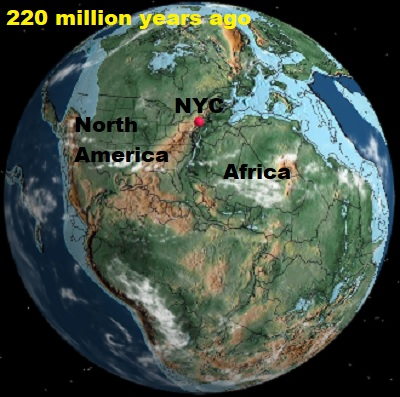 220 million years ago
NYC
North
America
Africa